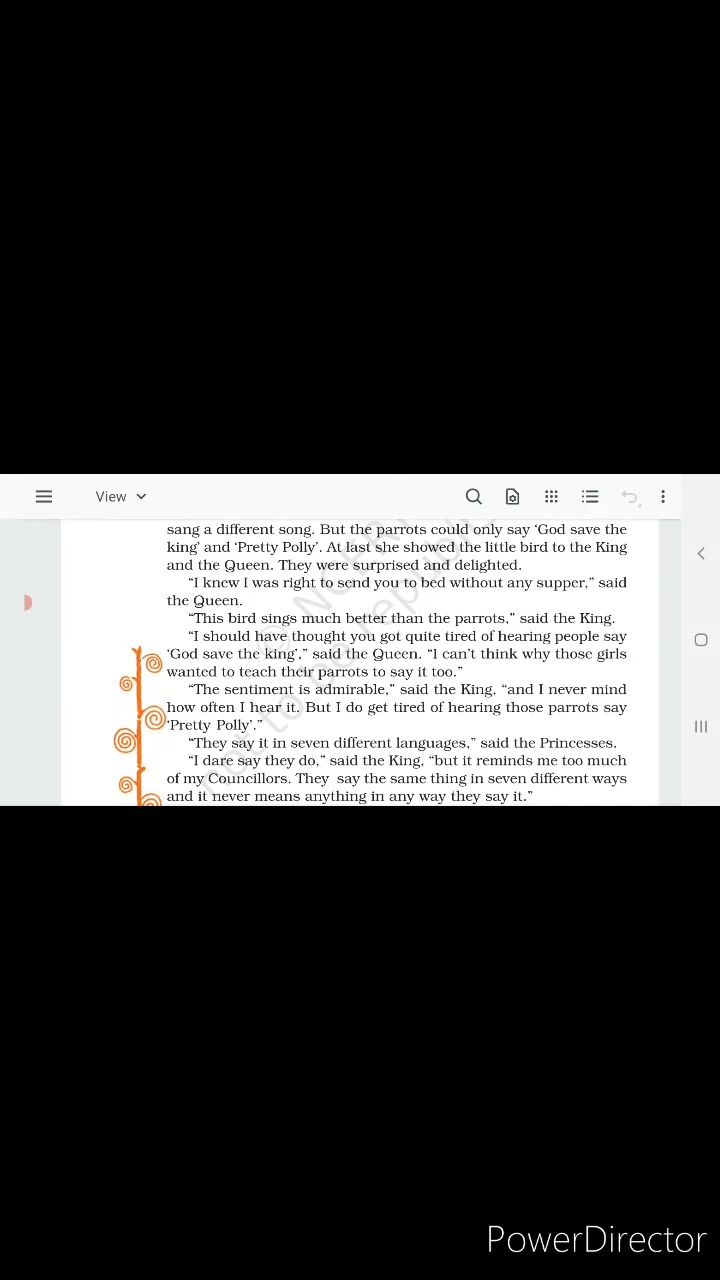 View
sang a different song. But the parrots could only say ‘God save the
king’ and ‘Pretty Polly’. At last she showed the little bird to the King
and the Queen. They were surprised and delighted.
“I knew I was right to send you to bed without any supper,” said
the Queen.
“This bird sings much better than the parrots,” said the King.
“I should have thought you got quite tired of hearing people say
‘God save the king’,” said the Queen. “I can’t think why those girls
wanted to teach their parrots to say it too.”
“The sentiment is admirable,” said the King, “and I never mind
how often I hear it. But I do get tired of hearing those parrots say
‘Pretty Polly’.”
“They say it in seven different languages,” said the Princesses.
“I dare say they do,” said the King, “but it reminds me too much
of my Councillors. They say the same thing in seven different ways
and it never means anything in any way they say it.”
© NCERT
not to be republi
PowerDirector